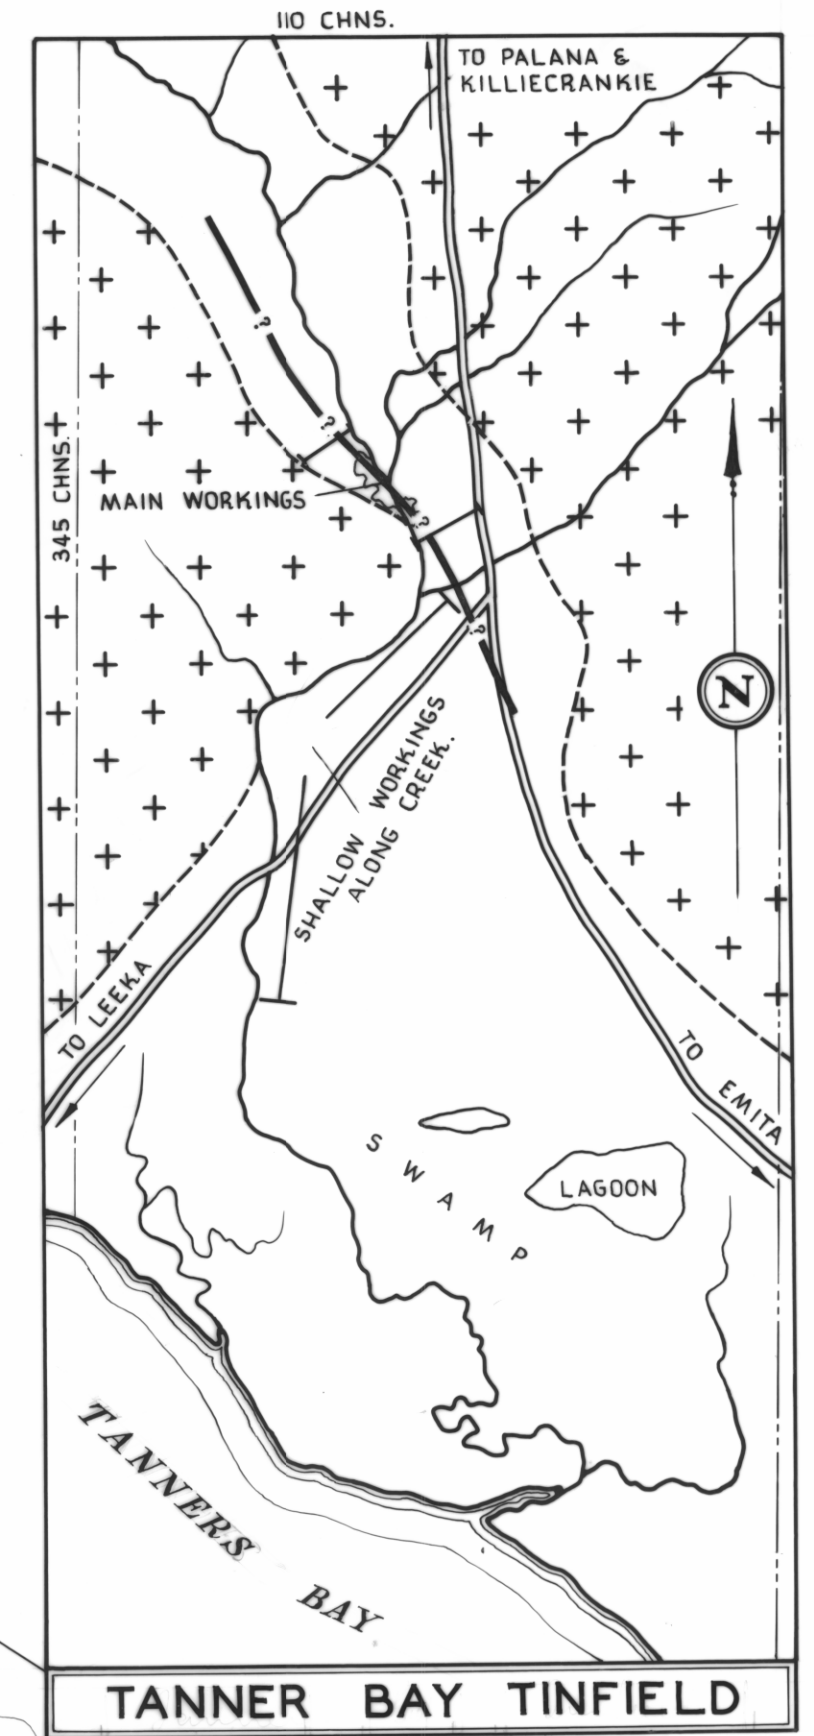 110 CHNS.
TO PALANA &
KILLIECRANKIE
?
?
345 CHNS.
MAIN WORKINGS
?
N
?
SHALLOW WORKINGS
ALONG CREEK.
TO LEEKA
TO EMITA
SWAMP
LAGOON
TANNERS BAY
TANNER BAY TINFIELD